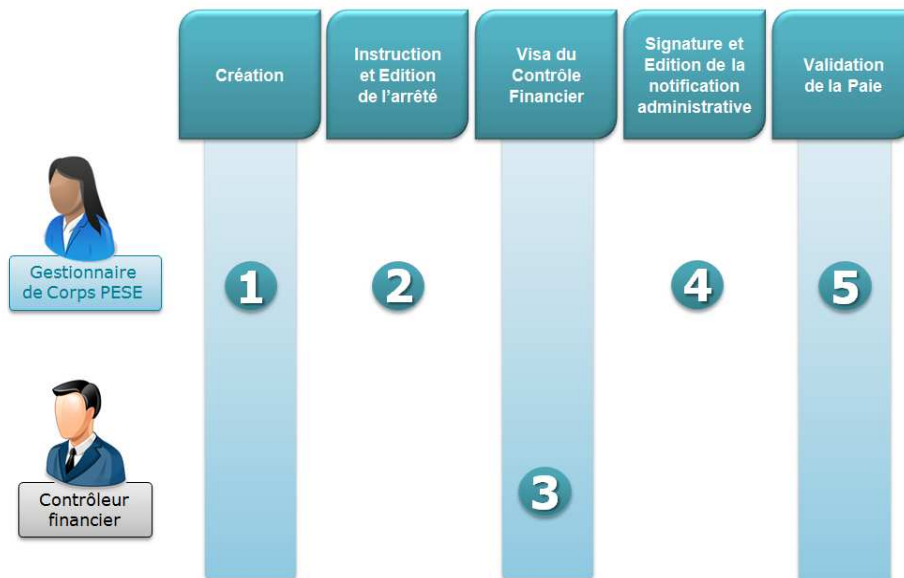 Création
Instruction
et Edition
de l’arrêté
Visa du
Contrôle
Financier
Signature et
Edition de la
notification
administrative
Validation
de la Paie
Gestionnaire
de Corps PESE
1
2
4
5
Contrôleur
financier
3